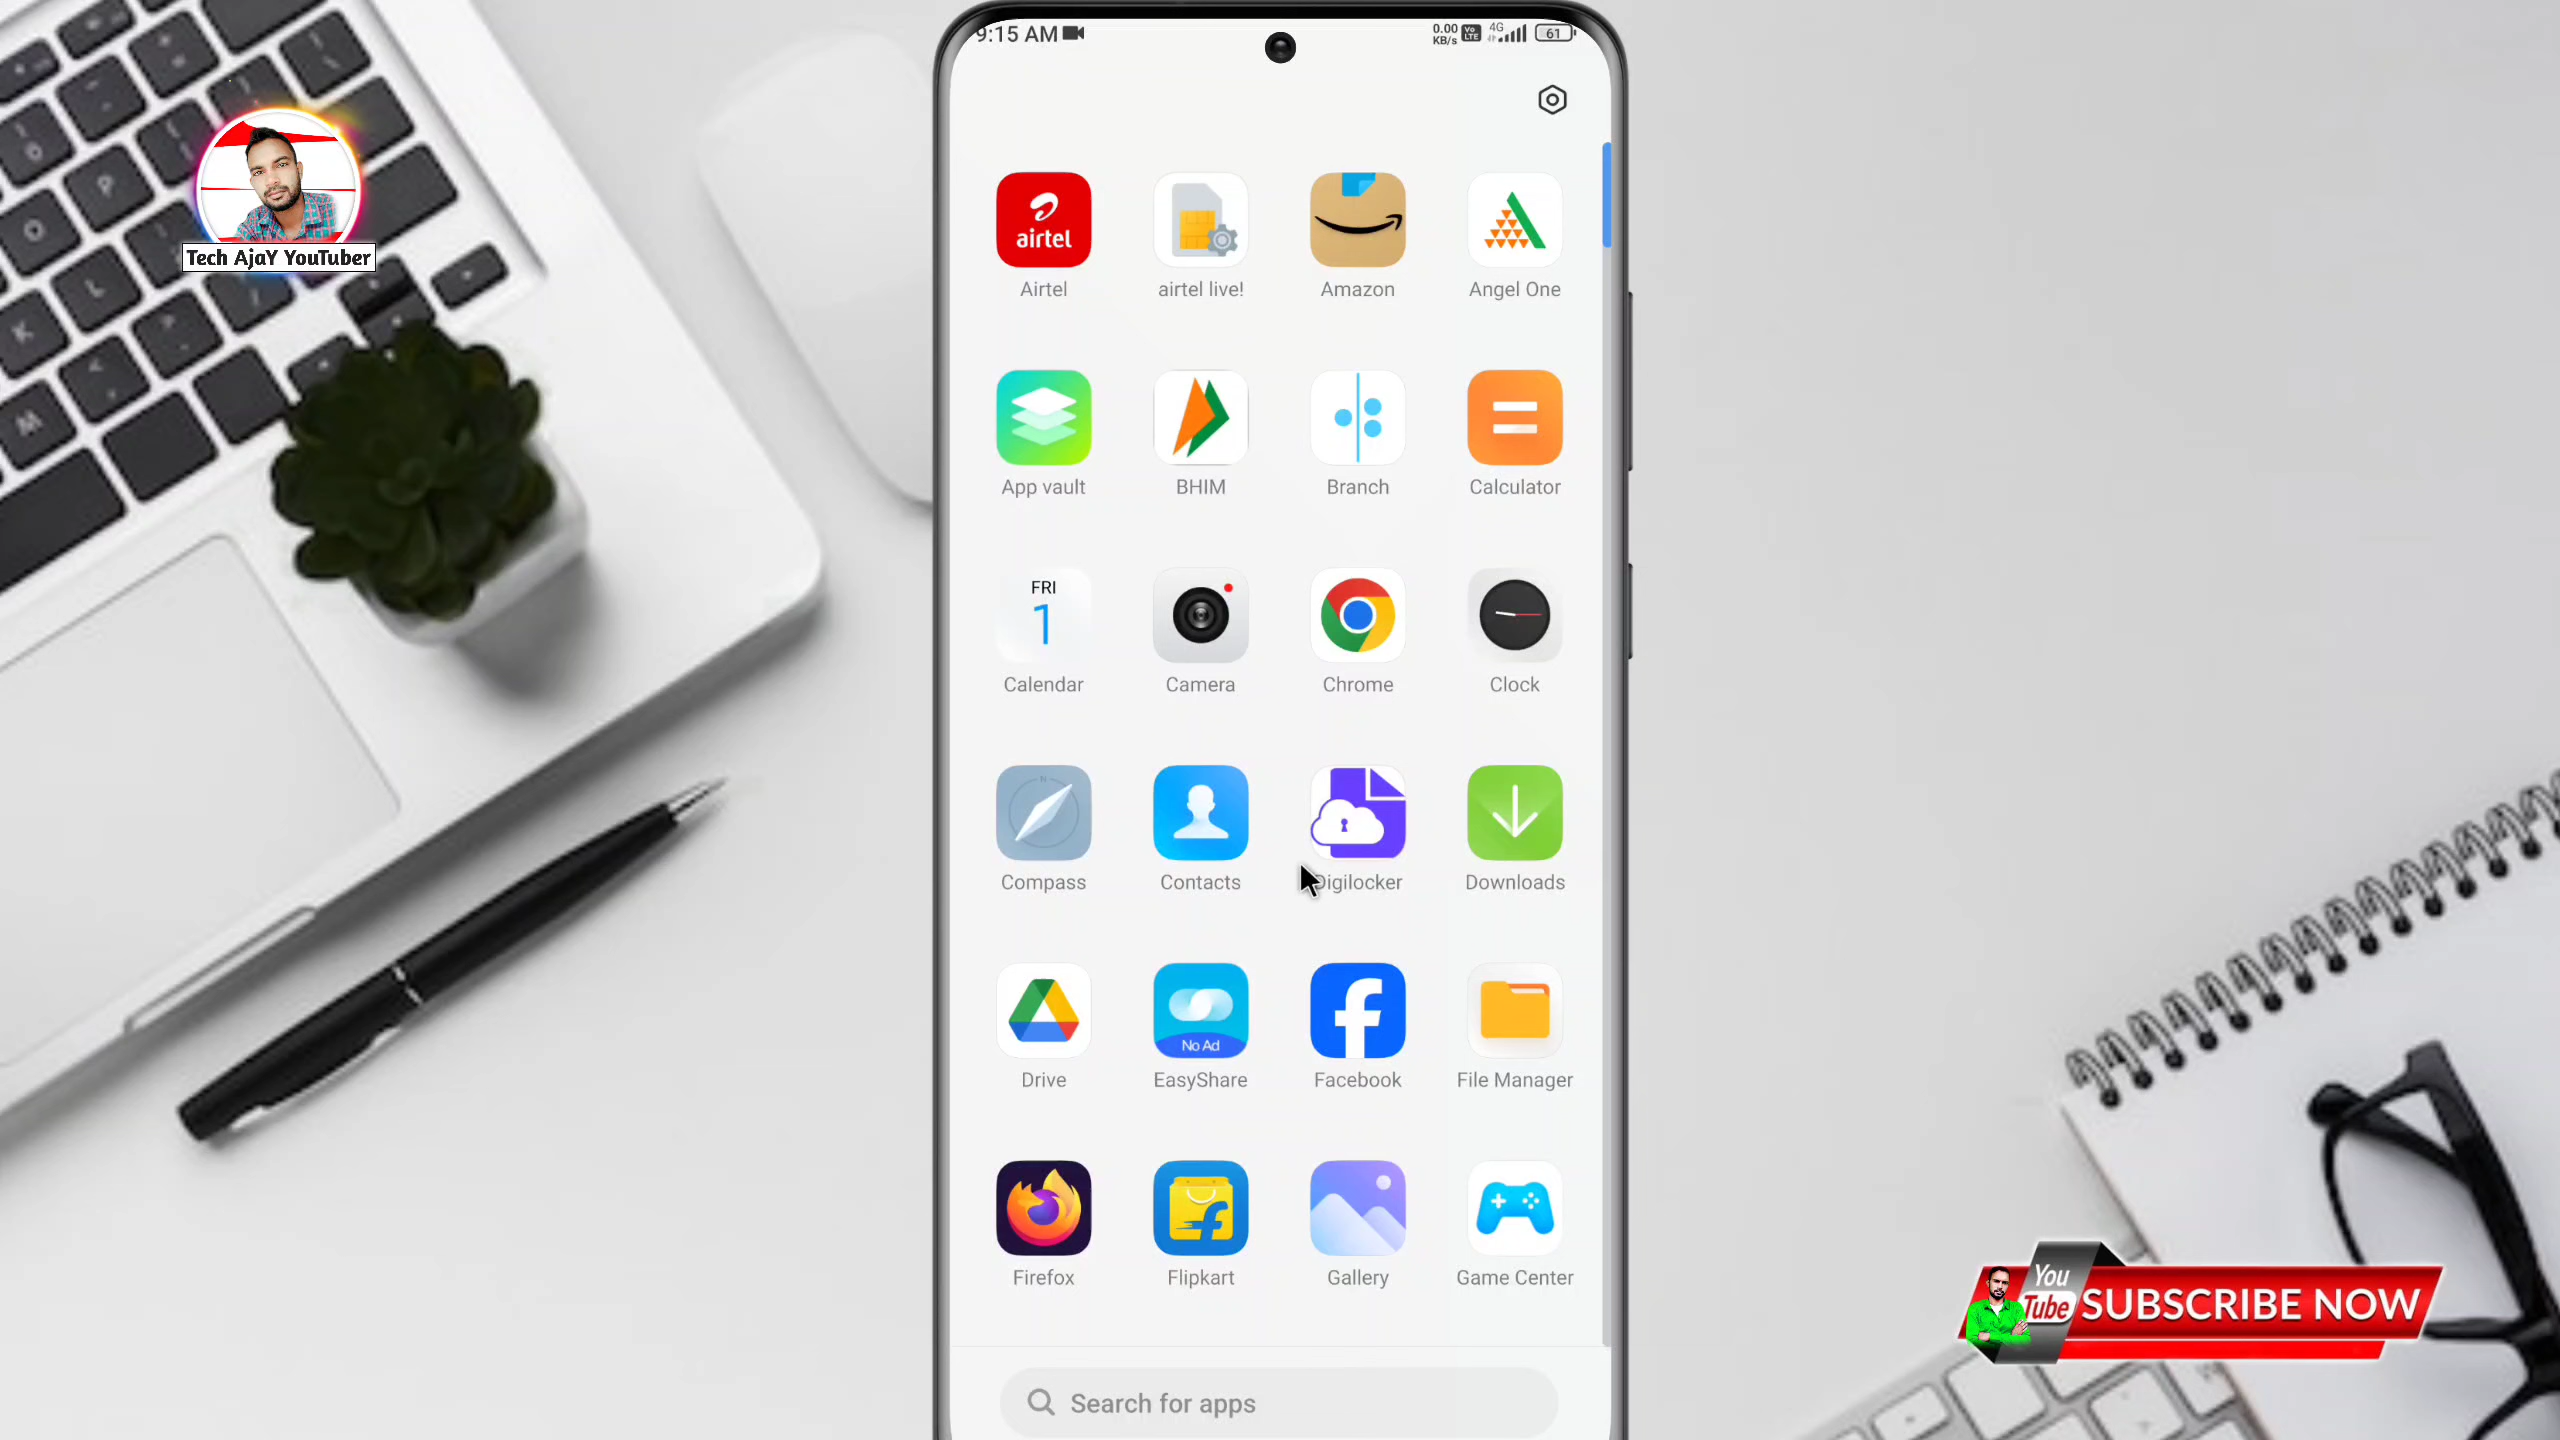 9:15 AM
0.00 KB/s Vo LTE 4G 61
Tech AjaY YouTuber
airtel
Airtel
airtel live!
Amazon
Angel One
App vault
BHIM
Branch
Calculator
FRI
1
Calendar
Camera
Chrome
Clock
N
Compass
Contacts
Digilocker
Downloads
No Ad
Drive
EasyShare
Facebook
File Manager
Firefox
Flipkart
Gallery
Game Center
You
Tube SUBSCRIBE NOW
Search for apps